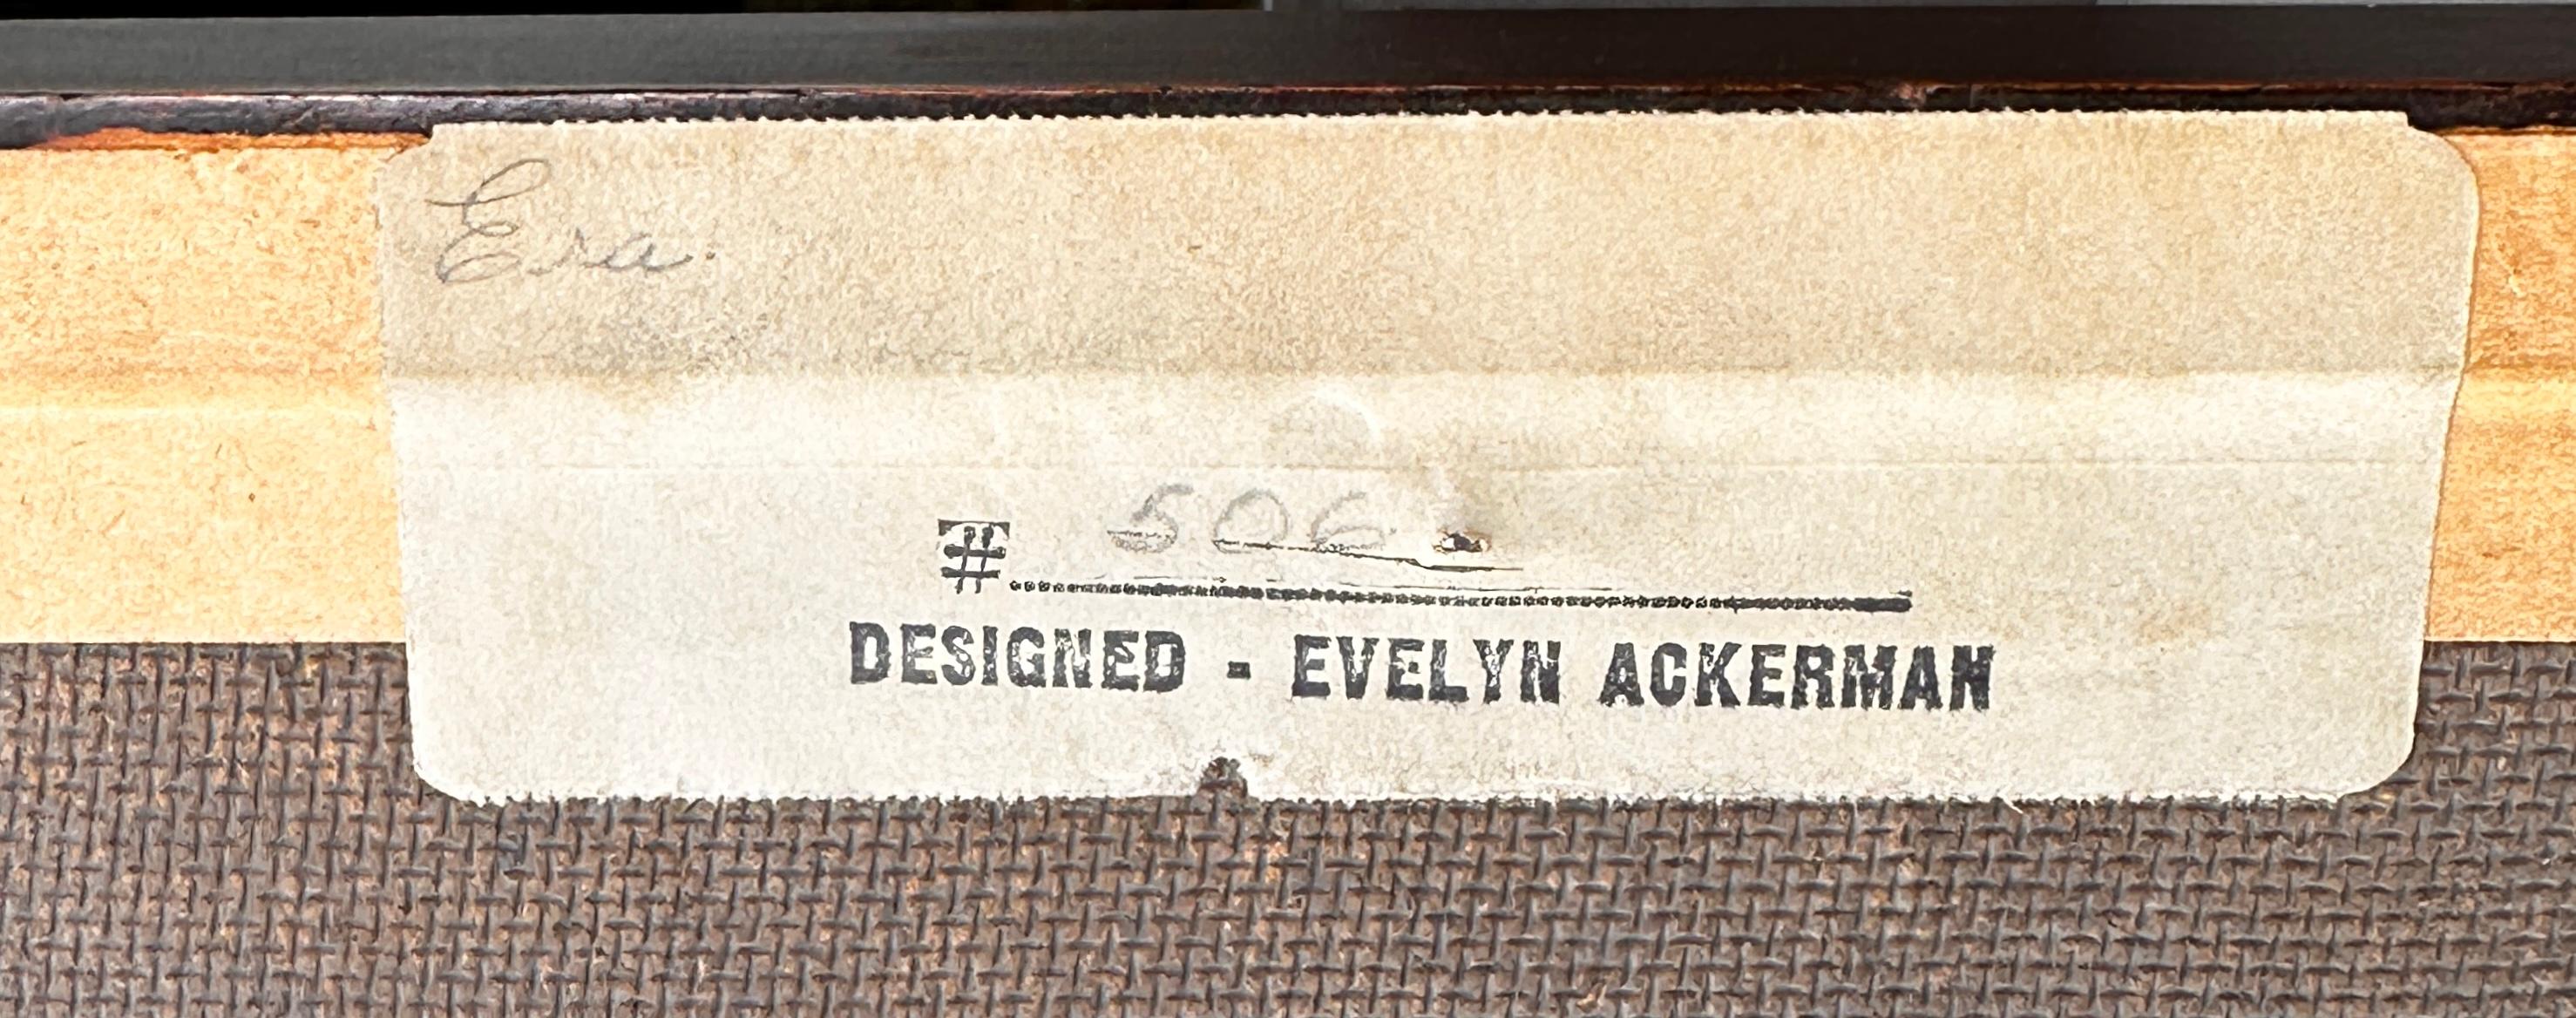 Era.
# 506
DESIGNED - EVELYN ACKERMAN